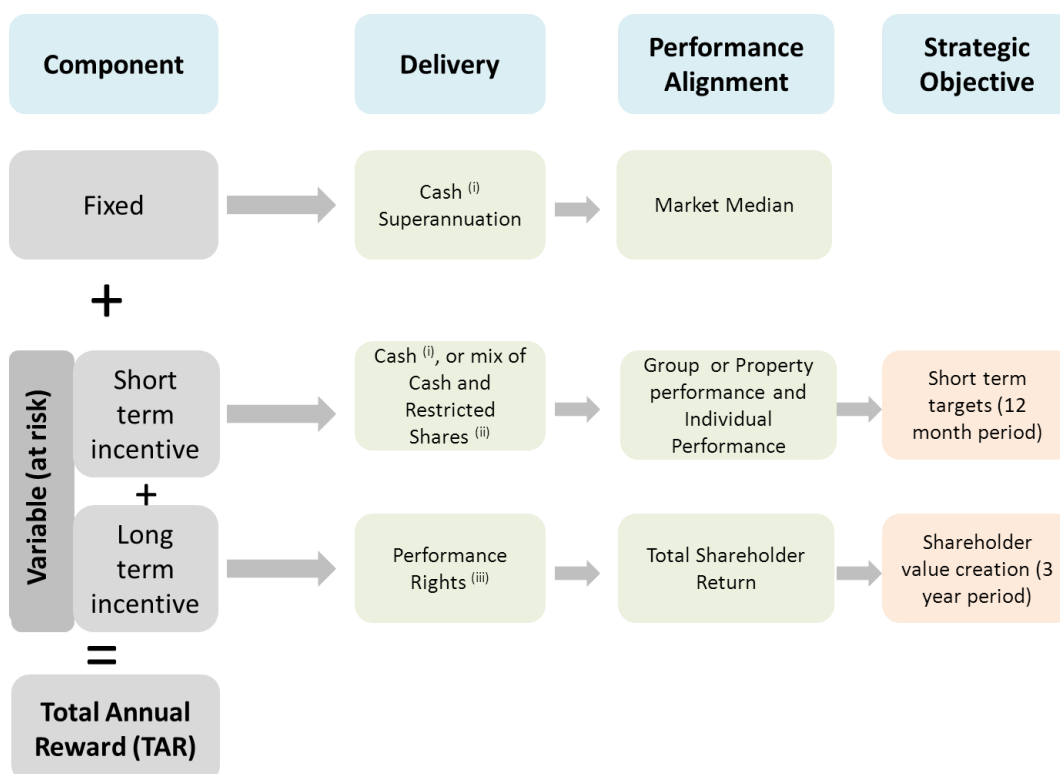 Component
Delivery
Performance
Alignment
Strategic
Objective
Fixed
Cash (i)
Superannuation
Market Median
+
Variable (at risk)
Short
term
incentive
Cash (i), or mix of
Cash and
Restricted
Shares (ii)
Group or Property
performance and
Individual
Performance
Short term
targets (12
month period)
+
Long
term
incentive
Performance
Rights (iii)
Total Shareholder
Return
Shareholder
value creation (3
year period)
=
Total Annual
Reward (TAR)